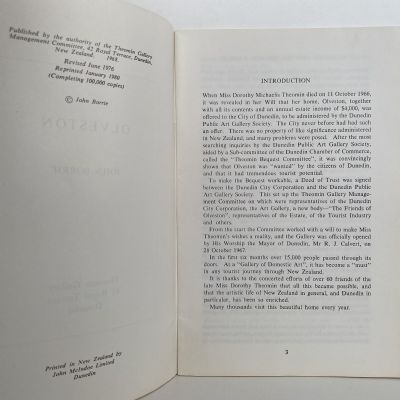 Published by the authority of the Theomin Gallery
Management Committee, 42 Royal Terrace, Dunedin,
New Zealand. 1968.
Revised June 1976
Reprinted January 1980
(Completing 100,000 copies)
© John Barrie
OLVESTON
Printed in New Zealand by
John McIndoe Limited
Dunedin
INTRODUCTION
When Miss Dorothy Michaelis Theomin died on 11 October 1966,
it was revealed in her Will that her home, Olveston, together
with all its contents and an annual estate income of $4,000, was
offered to the City of Dunedin, to be administered by the Dunedin
Public Art Gallery Society. The City never before had had such
an offer. There was no property of like significance administered
in New Zealand, and many problems were posed. After the most
searching inquiries by the Dunedin Public Art Gallery Society,
aided by a Sub-committee of the Dunedin Chamber of Commerce,
called the "Theomin Bequest Committee", it was convincingly
shown that Olveston was "wanted" by the citizens of Dunedin,
and that it had tremendous tourist potential.
To make the Bequest workable, a Deed of Trust was signed
between the Dunedin City Corporation and the Dunedin Public
Art Gallery Society. This set up the Theomin Gallery Manage-
ment Committee on which were representatives of the Dunedin
City Corporation, the Art Gallery, a new body—"The Friends of
Olveston", representatives of the Estate, of the Tourist Industry
and others.
From the start the Committee worked with a will to make Miss
Theomin's wishes a reality, and the Gallery was officially opened
by His Worship the Mayor of Dunedin, Mr R. J. Calvert, on
28 October 1967.
In the first six months over 15,000 people passed through its
doors. As a "Gallery of Domestic Art", it has become a "must"
in any tourist journey through New Zealand.
It is thanks to the concerted efforts of over 60 friends of the
late Miss Dorothy Theomin that all this became possible, and
that the artistic life of New Zealand in general, and Dunedin in
particular, has been so enriched.
Many thousands visit this beautiful home every year.
3